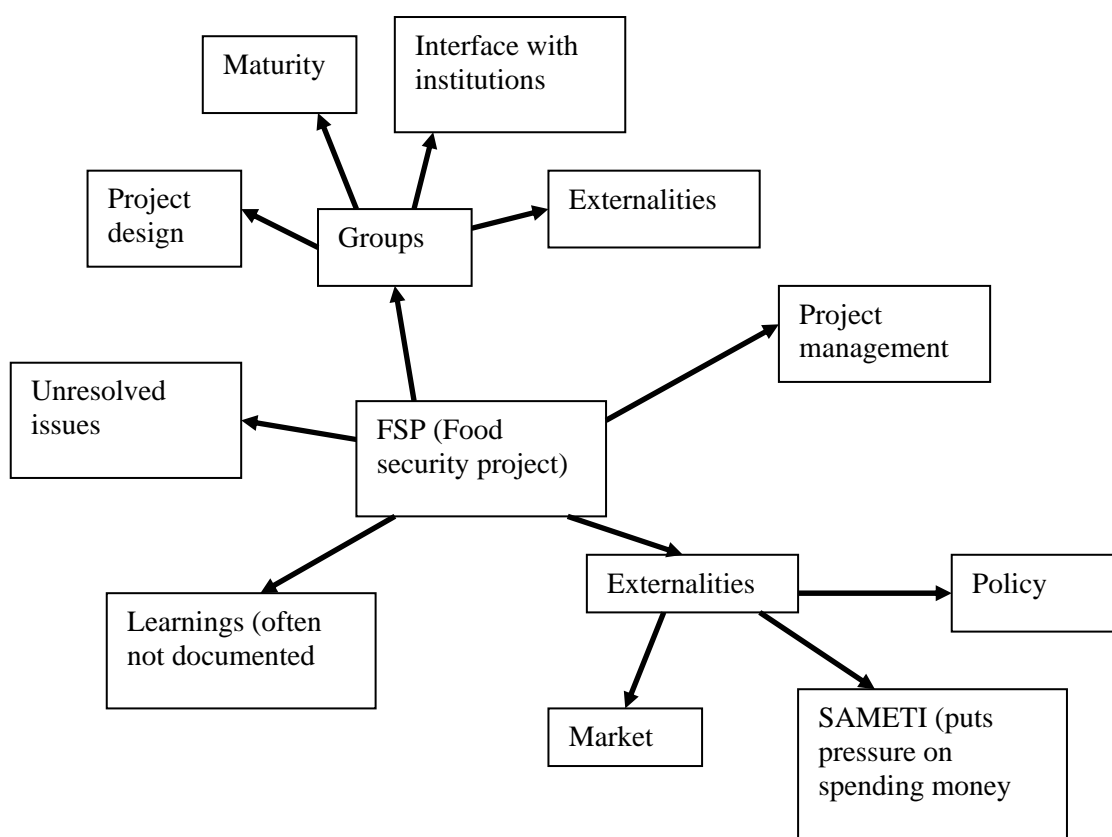 Maturity
Interface with
institutions
Project
design
Groups
Externalities
Project
management
Unresolved
issues
FSP (Food
security project)
Externalities
Policy
Learnings (often
not documented
Market
SAMETI (puts
pressure on
spending money